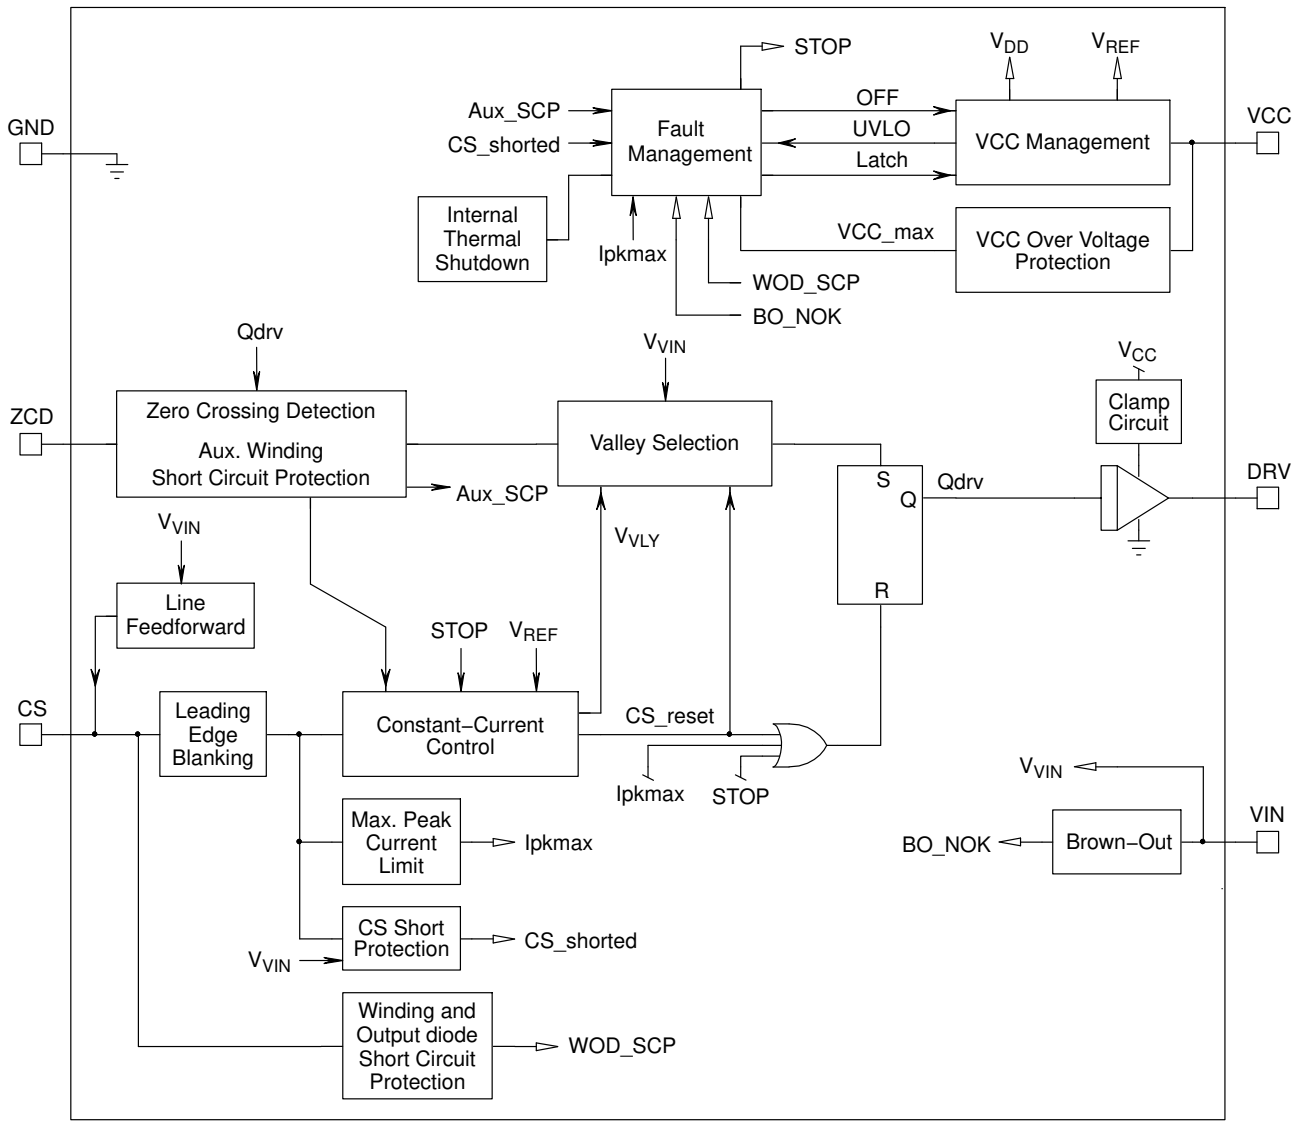 STOP
VDD
VREF
Aux_SCP
OFF
GND
VCC
CS_shorted
Fault
Management
UVLO
VCC Management
Latch
Internal
Thermal
Shutdown
Ipkmax
VCC_max
VCC Over Voltage
Protection
WOD_SCP
BO_NOK
Qdrv
VVIN
VCC
ZCD
Zero Crossing Detection
Aux. Winding
Short Circuit Protection
Valley Selection
Clamp
Circuit
Aux_SCP
S
Q
Qdrv
DRV
VVIN
VVLY
Line
Feedforward
R
STOP
VREF
CS
Leading
Edge
Blanking
Constant–Current
Control
CS_reset
Ipkmax
STOP
VVIN
Max. Peak
Current
Limit
Ipkmax
BO_NOK
Brown–Out
VIN
CS Short
Protection
CS_shorted
VVIN
Winding and
Output diode
Short Circuit
Protection
WOD_SCP